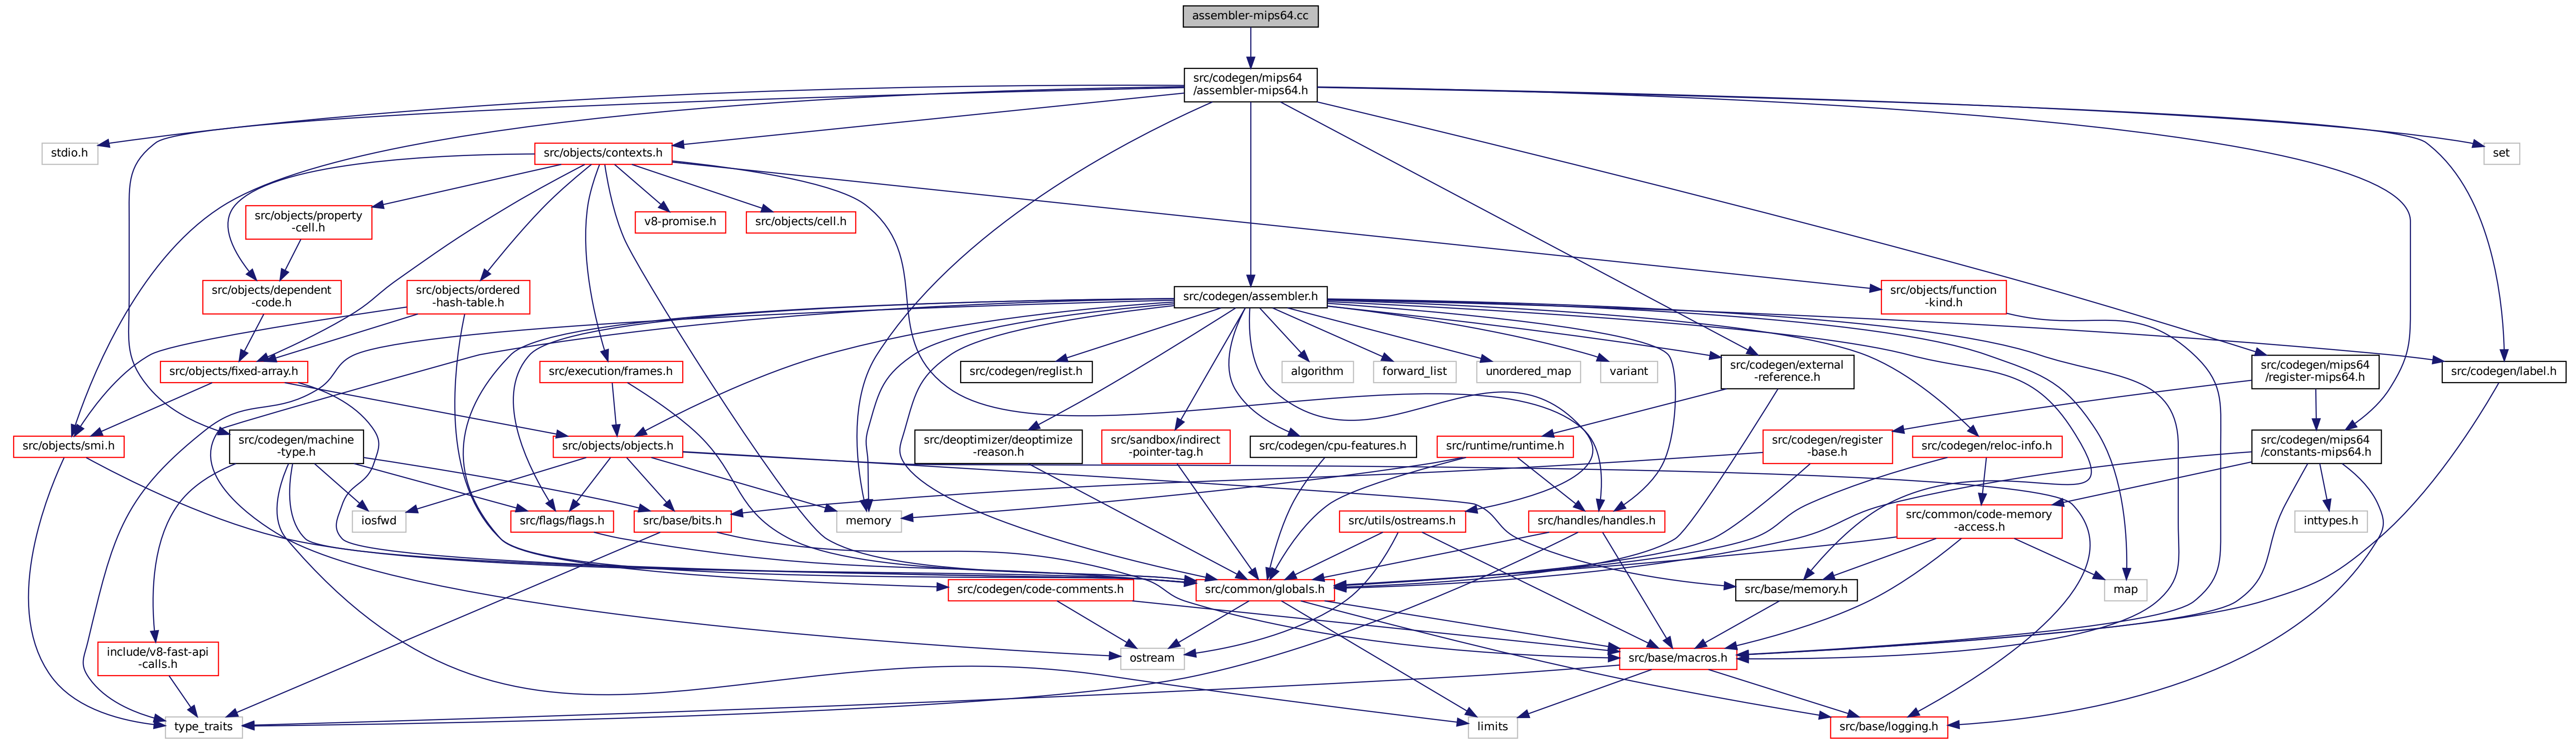 assembler-mips64.cc
src/codegen/mips64
/assembler-mips64.h
stdio.h
src/objects/contexts.h
set
src/objects/property
-cell.h
v8-promise.h
src/objects/cell.h
src/objects/dependent
-code.h
src/objects/ordered
-hash-table.h
src/codegen/assembler.h
src/objects/function
-kind.h
src/objects/fixed-array.h
src/execution/frames.h
src/codegen/reglist.h
algorithm
forward_list
unordered_map
variant
src/codegen/external
-reference.h
src/codegen/mips64
/register-mips64.h
src/codegen/label.h
src/objects/smi.h
src/codegen/machine
-type.h
src/objects/objects.h
src/deoptimizer/deoptimize
-reason.h
src/sandbox/indirect
-pointer-tag.h
src/codegen/cpu-features.h
src/runtime/runtime.h
src/codegen/register
-base.h
src/codegen/reloc-info.h
src/codegen/mips64
/constants-mips64.h
iosfwd
src/flags/flags.h
src/base/bits.h
memory
src/utils/ostreams.h
src/handles/handles.h
src/common/code-memory
-access.h
inttypes.h
src/codegen/code-comments.h
src/common/globals.h
src/base/memory.h
map
include/v8-fast-api
-calls.h
ostream
src/base/macros.h
type_traits
limits
src/base/logging.h